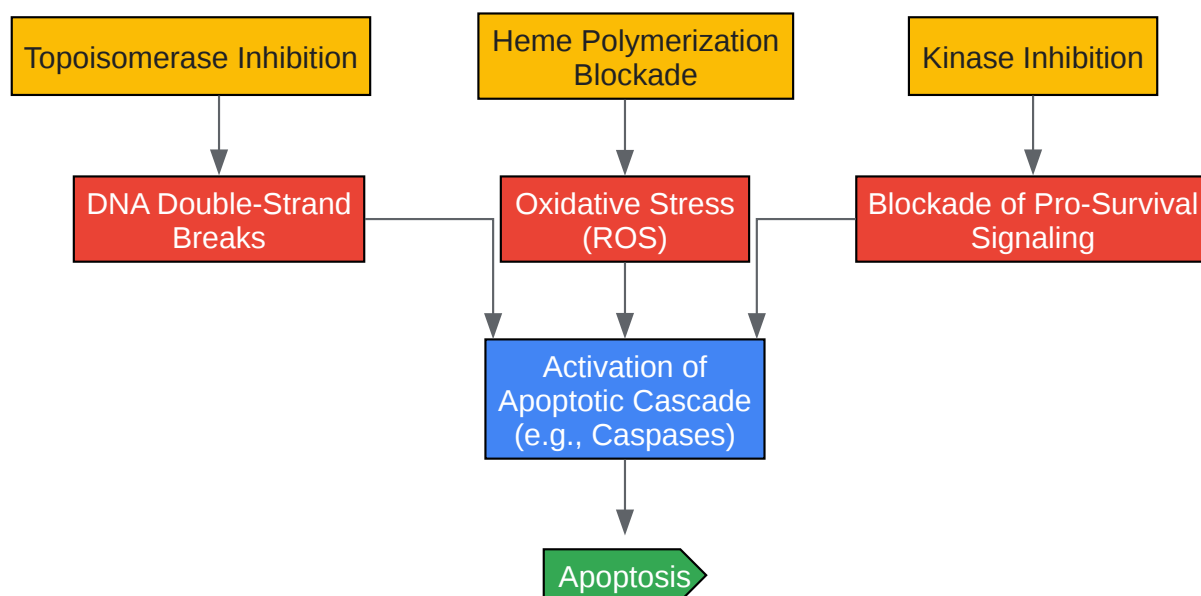 Topoisomerase Inhibition
Heme Polymerization
Blockade
Kinase Inhibition
DNA Double-Strand
Breaks
Oxidative Stress
(ROS)
Blockade of Pro-Survival
Signaling
Activation of
Apoptotic Cascade
(e.g., Caspases)
Apoptosis